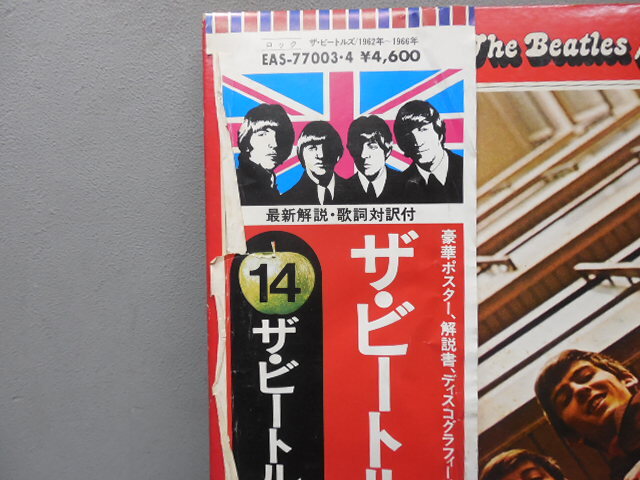 ロック ザ・ビートルズ/1962年〜1966年
EAS-77003・4 ¥4,600
The Beatles
最新解説・歌詞対訳付
豪華ポスター、解説書、ディスコグラフィー
ザ・ビートル
14
ザ・ビートル